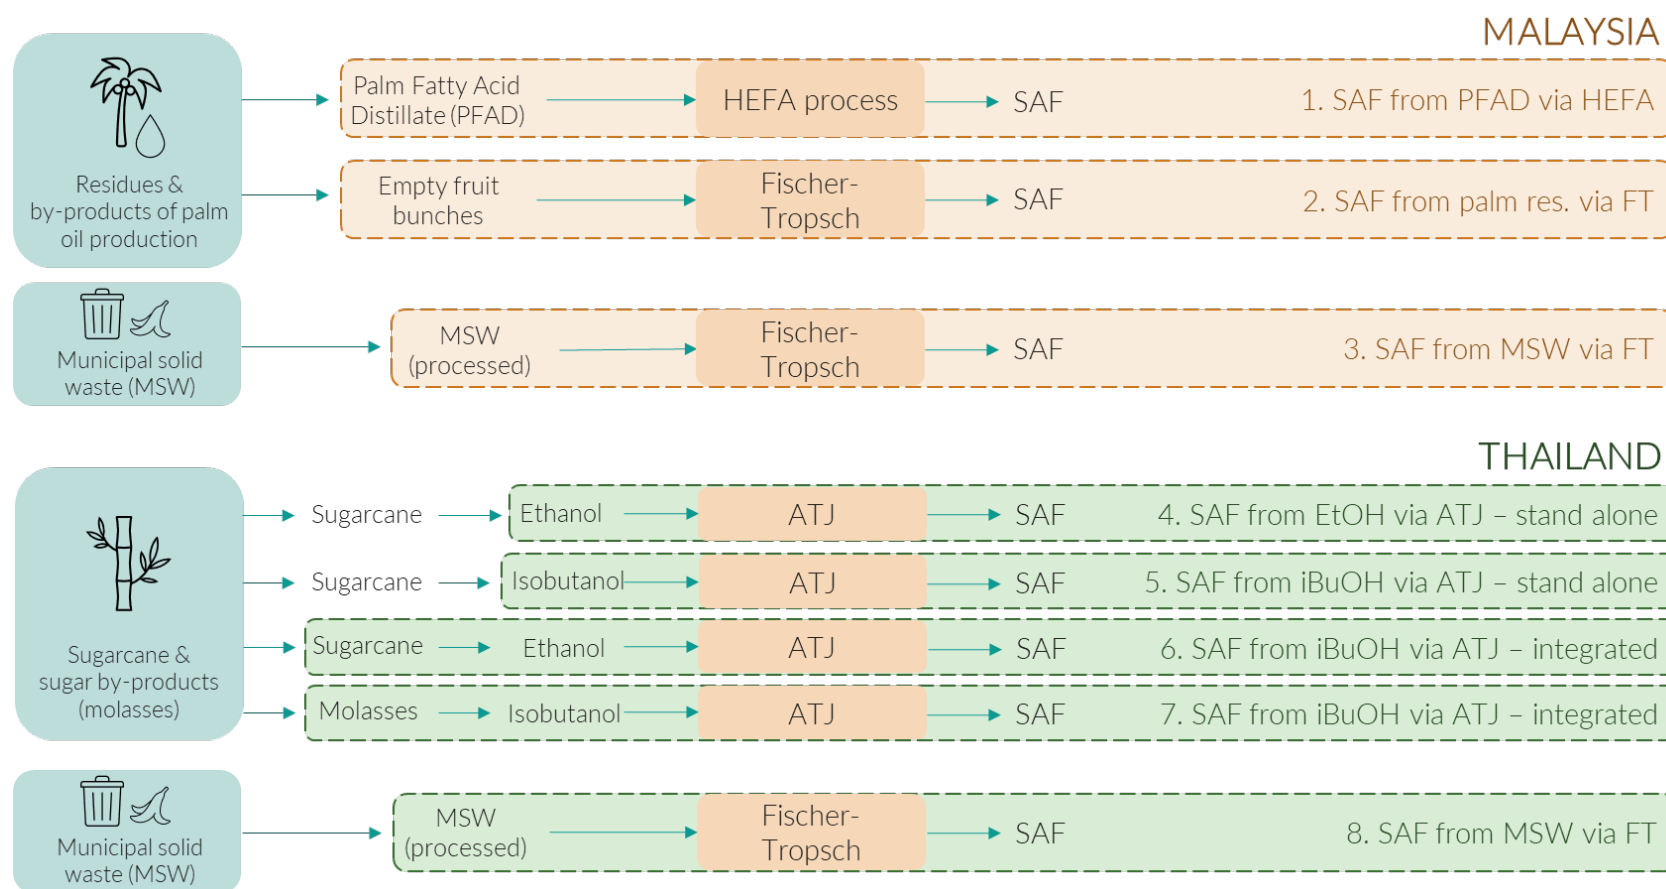 MALAYSIA
Residues &
by-products of palm
oil production
Palm Fatty Acid
Distillate (PFAD)
HEFA process
SAF
1. SAF from PFAD via HEFA
Empty fruit
bunches
Fischer-
Tropsch
SAF
2. SAF from palm res. via FT
Municipal solid
waste (MSW)
MSW
(processed)
Fischer-
Tropsch
SAF
3. SAF from MSW via FT
THAILAND
Sugarcane &
sugar by-products
(molasses)
Sugarcane
Ethanol
ATJ
SAF
4. SAF from EtOH via ATJ – stand alone
Sugarcane
Isobutanol
ATJ
SAF
5. SAF from iBuOH via ATJ – stand alone
Sugarcane
Ethanol
ATJ
SAF
6. SAF from iBuOH via ATJ – integrated
Molasses
Isobutanol
ATJ
SAF
7. SAF from iBuOH via ATJ – integrated
Municipal solid
waste (MSW)
MSW
(processed)
Fischer-
Tropsch
SAF
8. SAF from MSW via FT